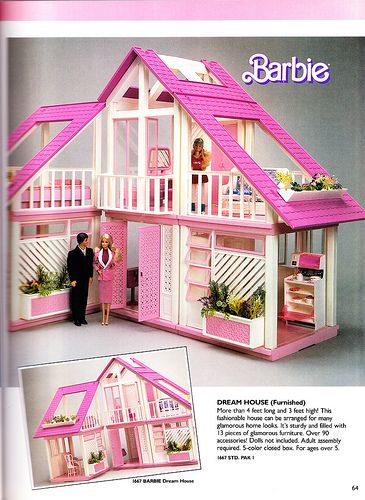 Barbie
DREAM HOUSE (Furnished)
More than 4 feet long and 3 feet high! This
fashionable house can be arranged for many
glamorous home looks. It's sturdy and filled with
13 pieces of glamorous furniture. Over 90
accessories! Dolls not included. Adult assembly
required. 5-color closed box. For ages over 5.
1667 STD. PAK 1
1667 BARBIE Dream House
64